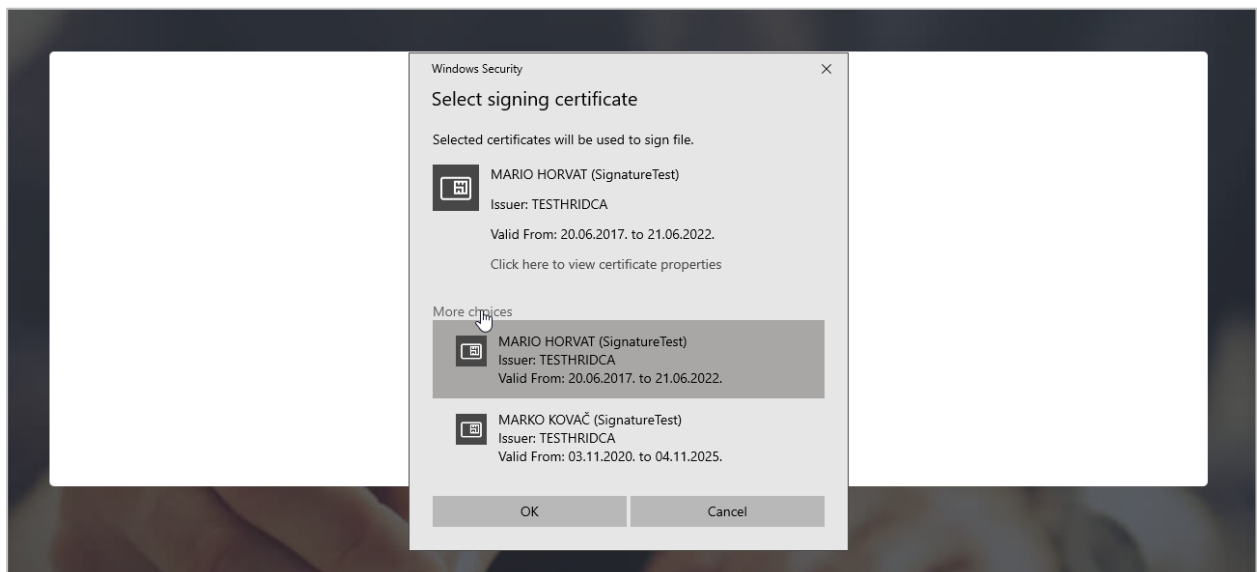 Windows Security
Select signing certificate
Selected certificates will be used to sign file.
MARIO HORVAT (SignatureTest)
Issuer: TESTHRIDCA
Valid From: 20.06.2017. to 21.06.2022.
Click here to view certificate properties
More choices
MARIO HORVAT (SignatureTest)
Issuer: TESTHRIDCA
Valid From: 20.06.2017. to 21.06.2022.
MARKO KOVAČ (SignatureTest)
Issuer: TESTHRIDCA
Valid From: 03.11.2020. to 04.11.2025.
OK
Cancel